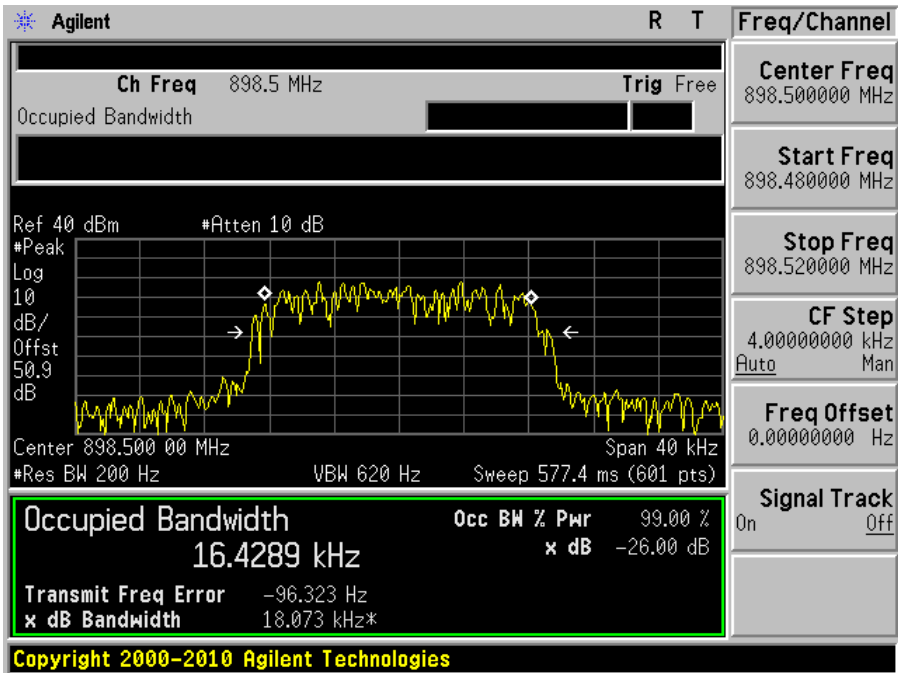 Agilent R T Freq/Channel
Ch Freq 898.5 MHz Trig Free
Occupied Bandwidth
Center Freq
898.500000 MHz
Start Freq
898.480000 MHz
Stop Freq
898.520000 MHz
CF Step
4.00000000 kHz
Auto Man
Freq Offset
0.00000000 Hz
Signal Track
On Off
Ref 40 dBm #Atten 10 dB
#Peak
Log
10
dB/
Offst
50.9
dB
Center 898.500 00 MHz Span 40 kHz
#Res BW 200 Hz VBW 620 Hz Sweep 577.4 ms (601 pts)
Occupied Bandwidth Occ BW % Pwr 99.00 %
16.4289 kHz x dB -26.00 dB
Transmit Freq Error -96.323 Hz
x dB Bandwidth 18.073 kHz*
Copyright 2000-2010 Agilent Technologies